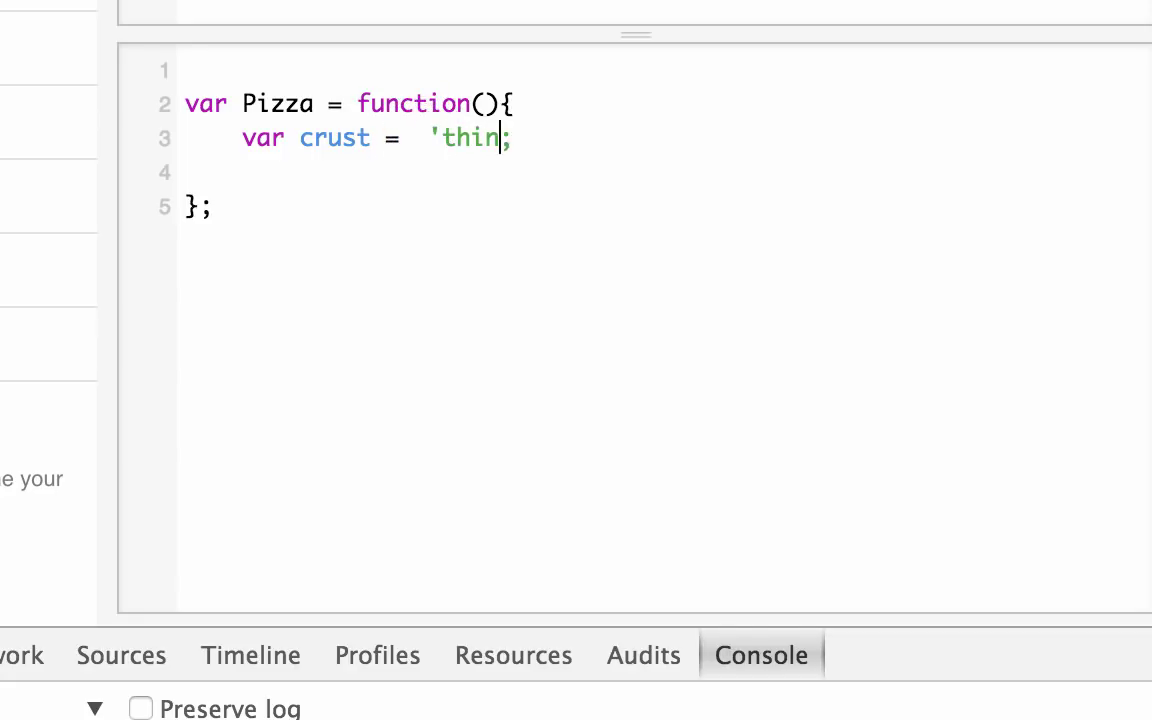 1
2 var Pizza = function(){
3 var crust =  'thin;
4
5 };
e your
Sources Timeline Profiles Resources Audits Console
▼ Preserve log